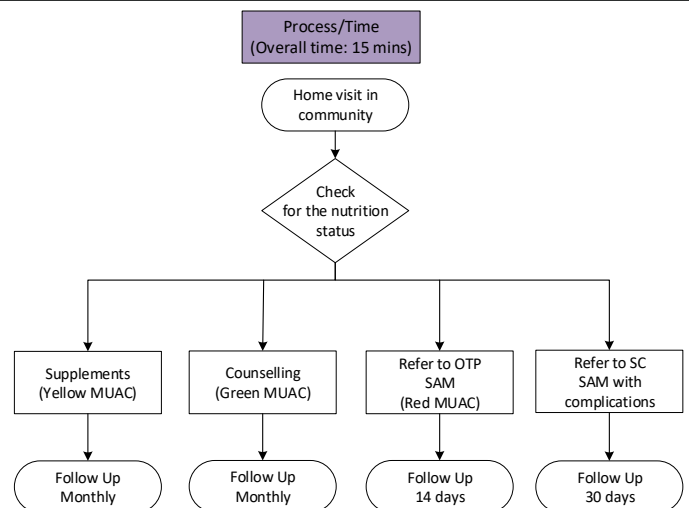 Process/Time
(Overall time: 15 mins)
Home visit in
community
Check
for the nutrition
status
Supplements
(Yellow MUAC)
Counselling
(Green MUAC)
Refer to OTP
SAM
(Red MUAC)
Refer to SC
SAM with
complications
Follow Up
Monthly
Follow Up
Monthly
Follow Up
14 days
Follow Up
30 days